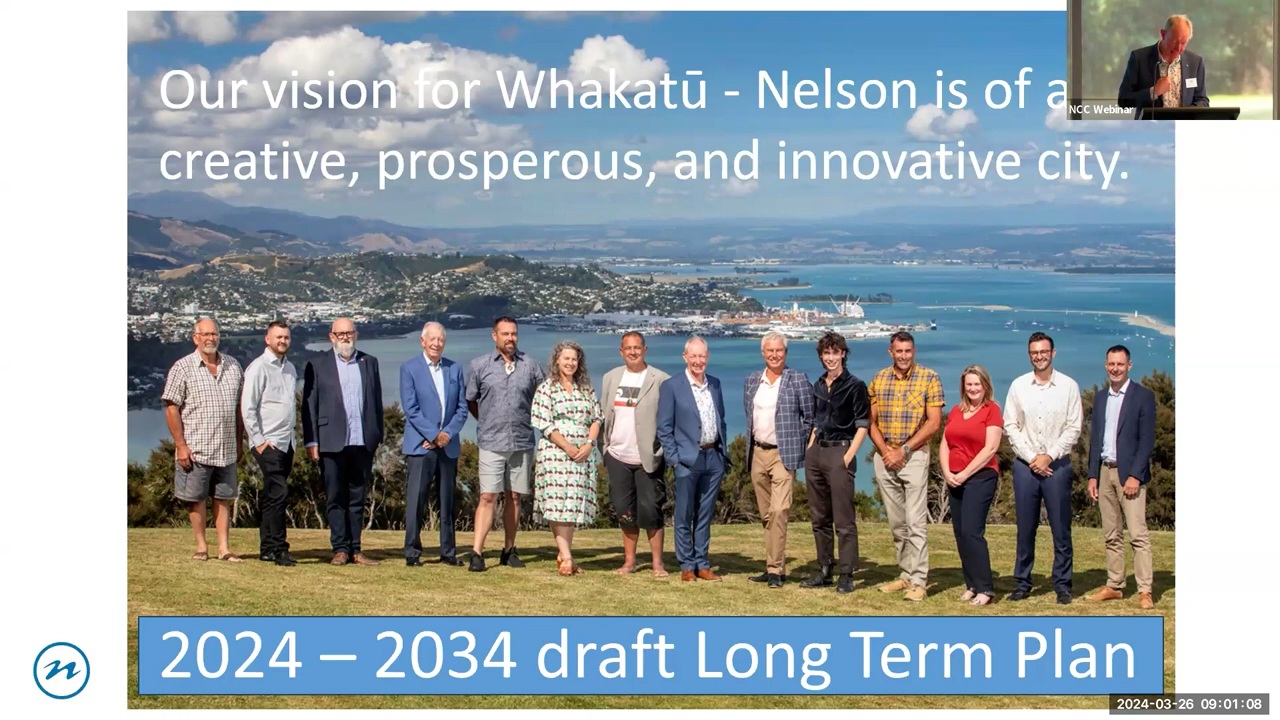 Our vision for Whakatū - Nelson is of a
creative, prosperous, and innovative city.
NCC Webinar
2024 – 2034 draft Long Term Plan
n
2024-03-26 09:01:08